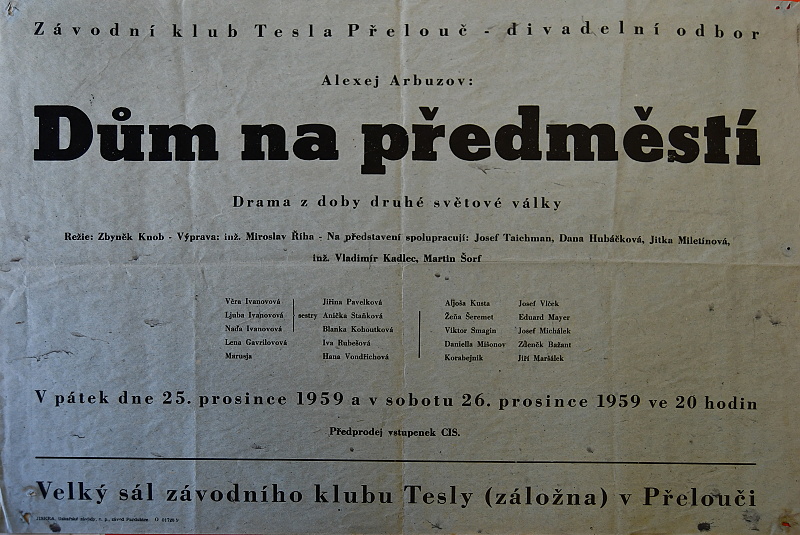 Závodní klub Tesla Přelouč - divadelní odbor
Alexej Arbuzov:
Dům na předměstí
Drama z doby druhé světové války
Režie: Zbyněk Knob - Výprava: inž. Miroslav Říha - Na představení spolupracují: Josef Taichman, Dana Hubáčková, Jitka Miletínová,
inž. Vladimír Kadlec, Martin Šorf
Věra Ivanovová Jiřina Pavelková Aljoša Kusta Josef Vlček
Ljuba Ivanovová sestry Anička Staňková Žeňa Šeremet Eduard Mayer
Naďa Ivanovová Blanka Kohoutková Viktor Smagin Josef Michálek
Lena Gavrilovová Iva Rubešová Daniella Mišonov Zdeněk Bažant
Marusja Hana Vondřichová Korabejnik Jiří Maršálek
V pátek dne 25. prosince 1959 a v sobotu 26. prosince 1959 ve 20 hodin
Předprodej vstupenek CIS.
Velký sál závodního klubu Tesly (záložna) v Přelouči